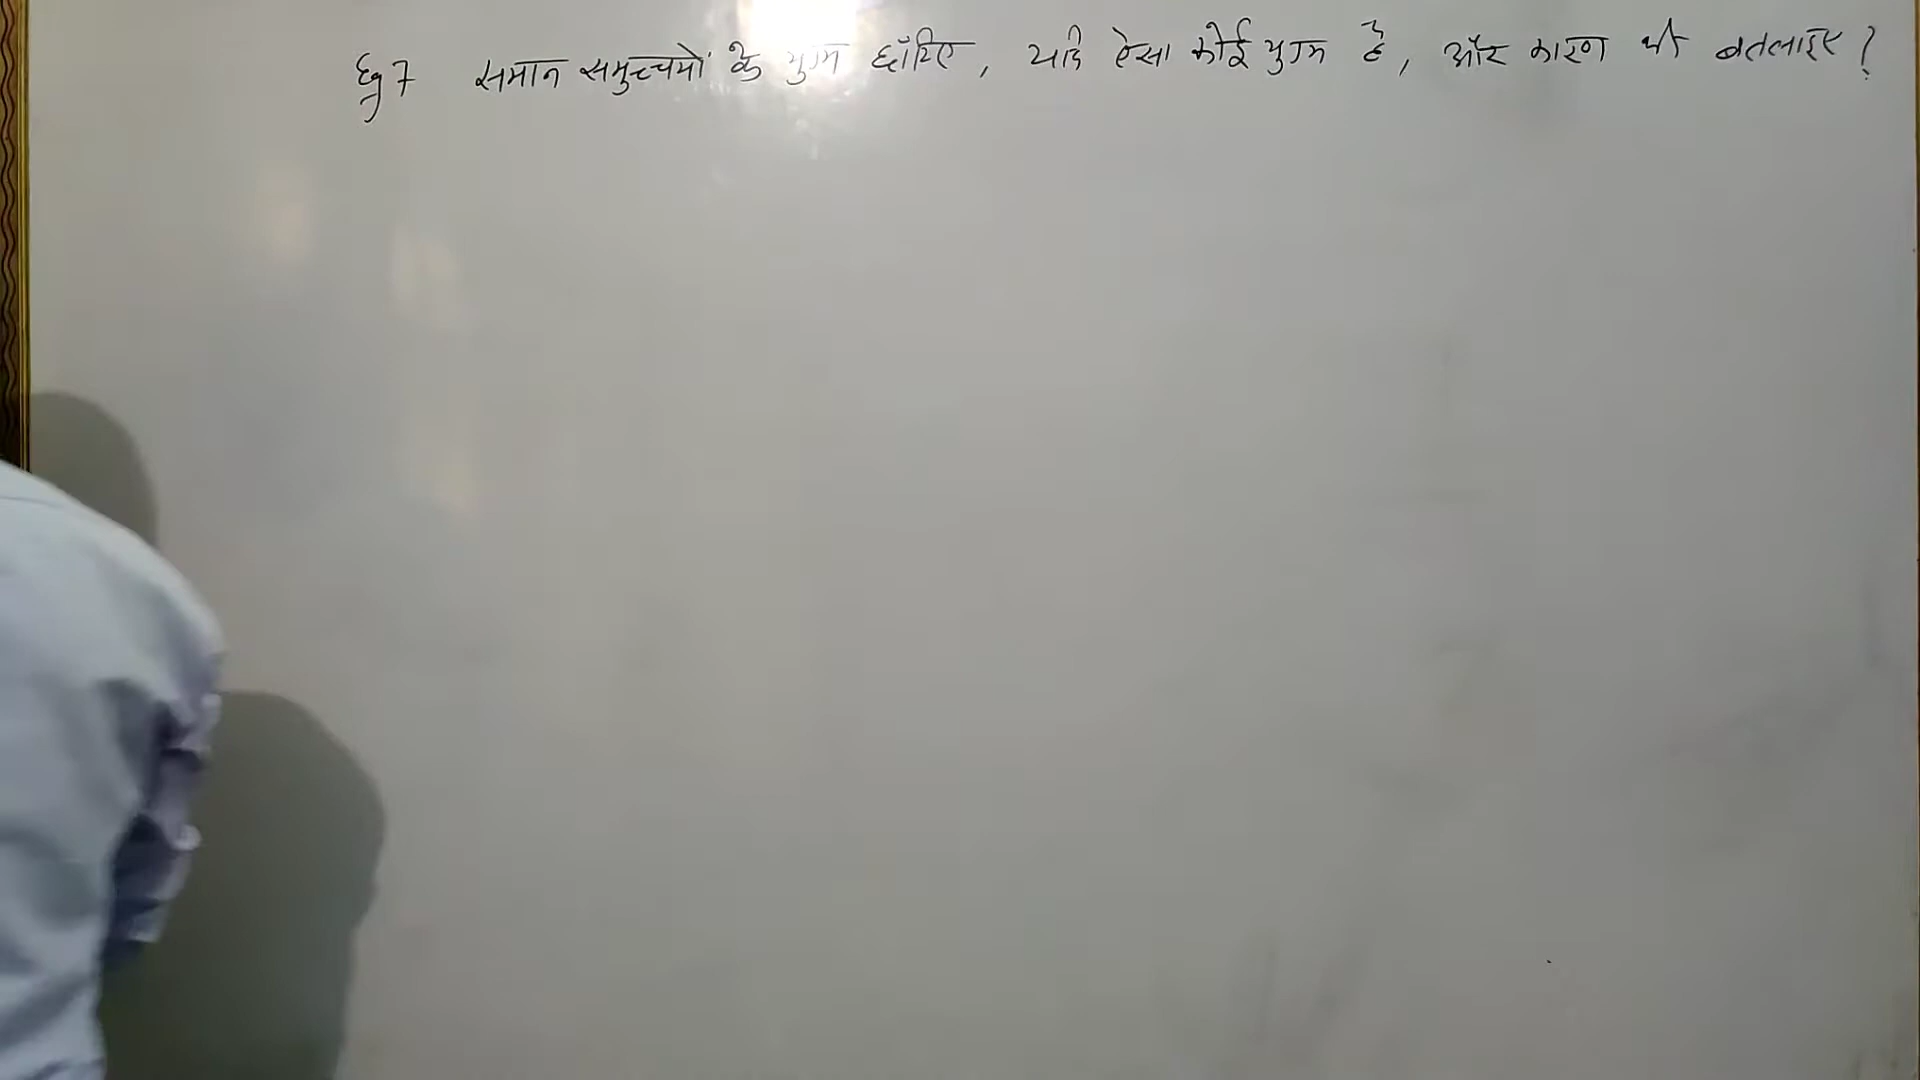 Eg 7 समान समुच्चयों के युग्म छाँटिए, यदि ऐसा कोई युग्म है, और कारण भी बतलाइए?